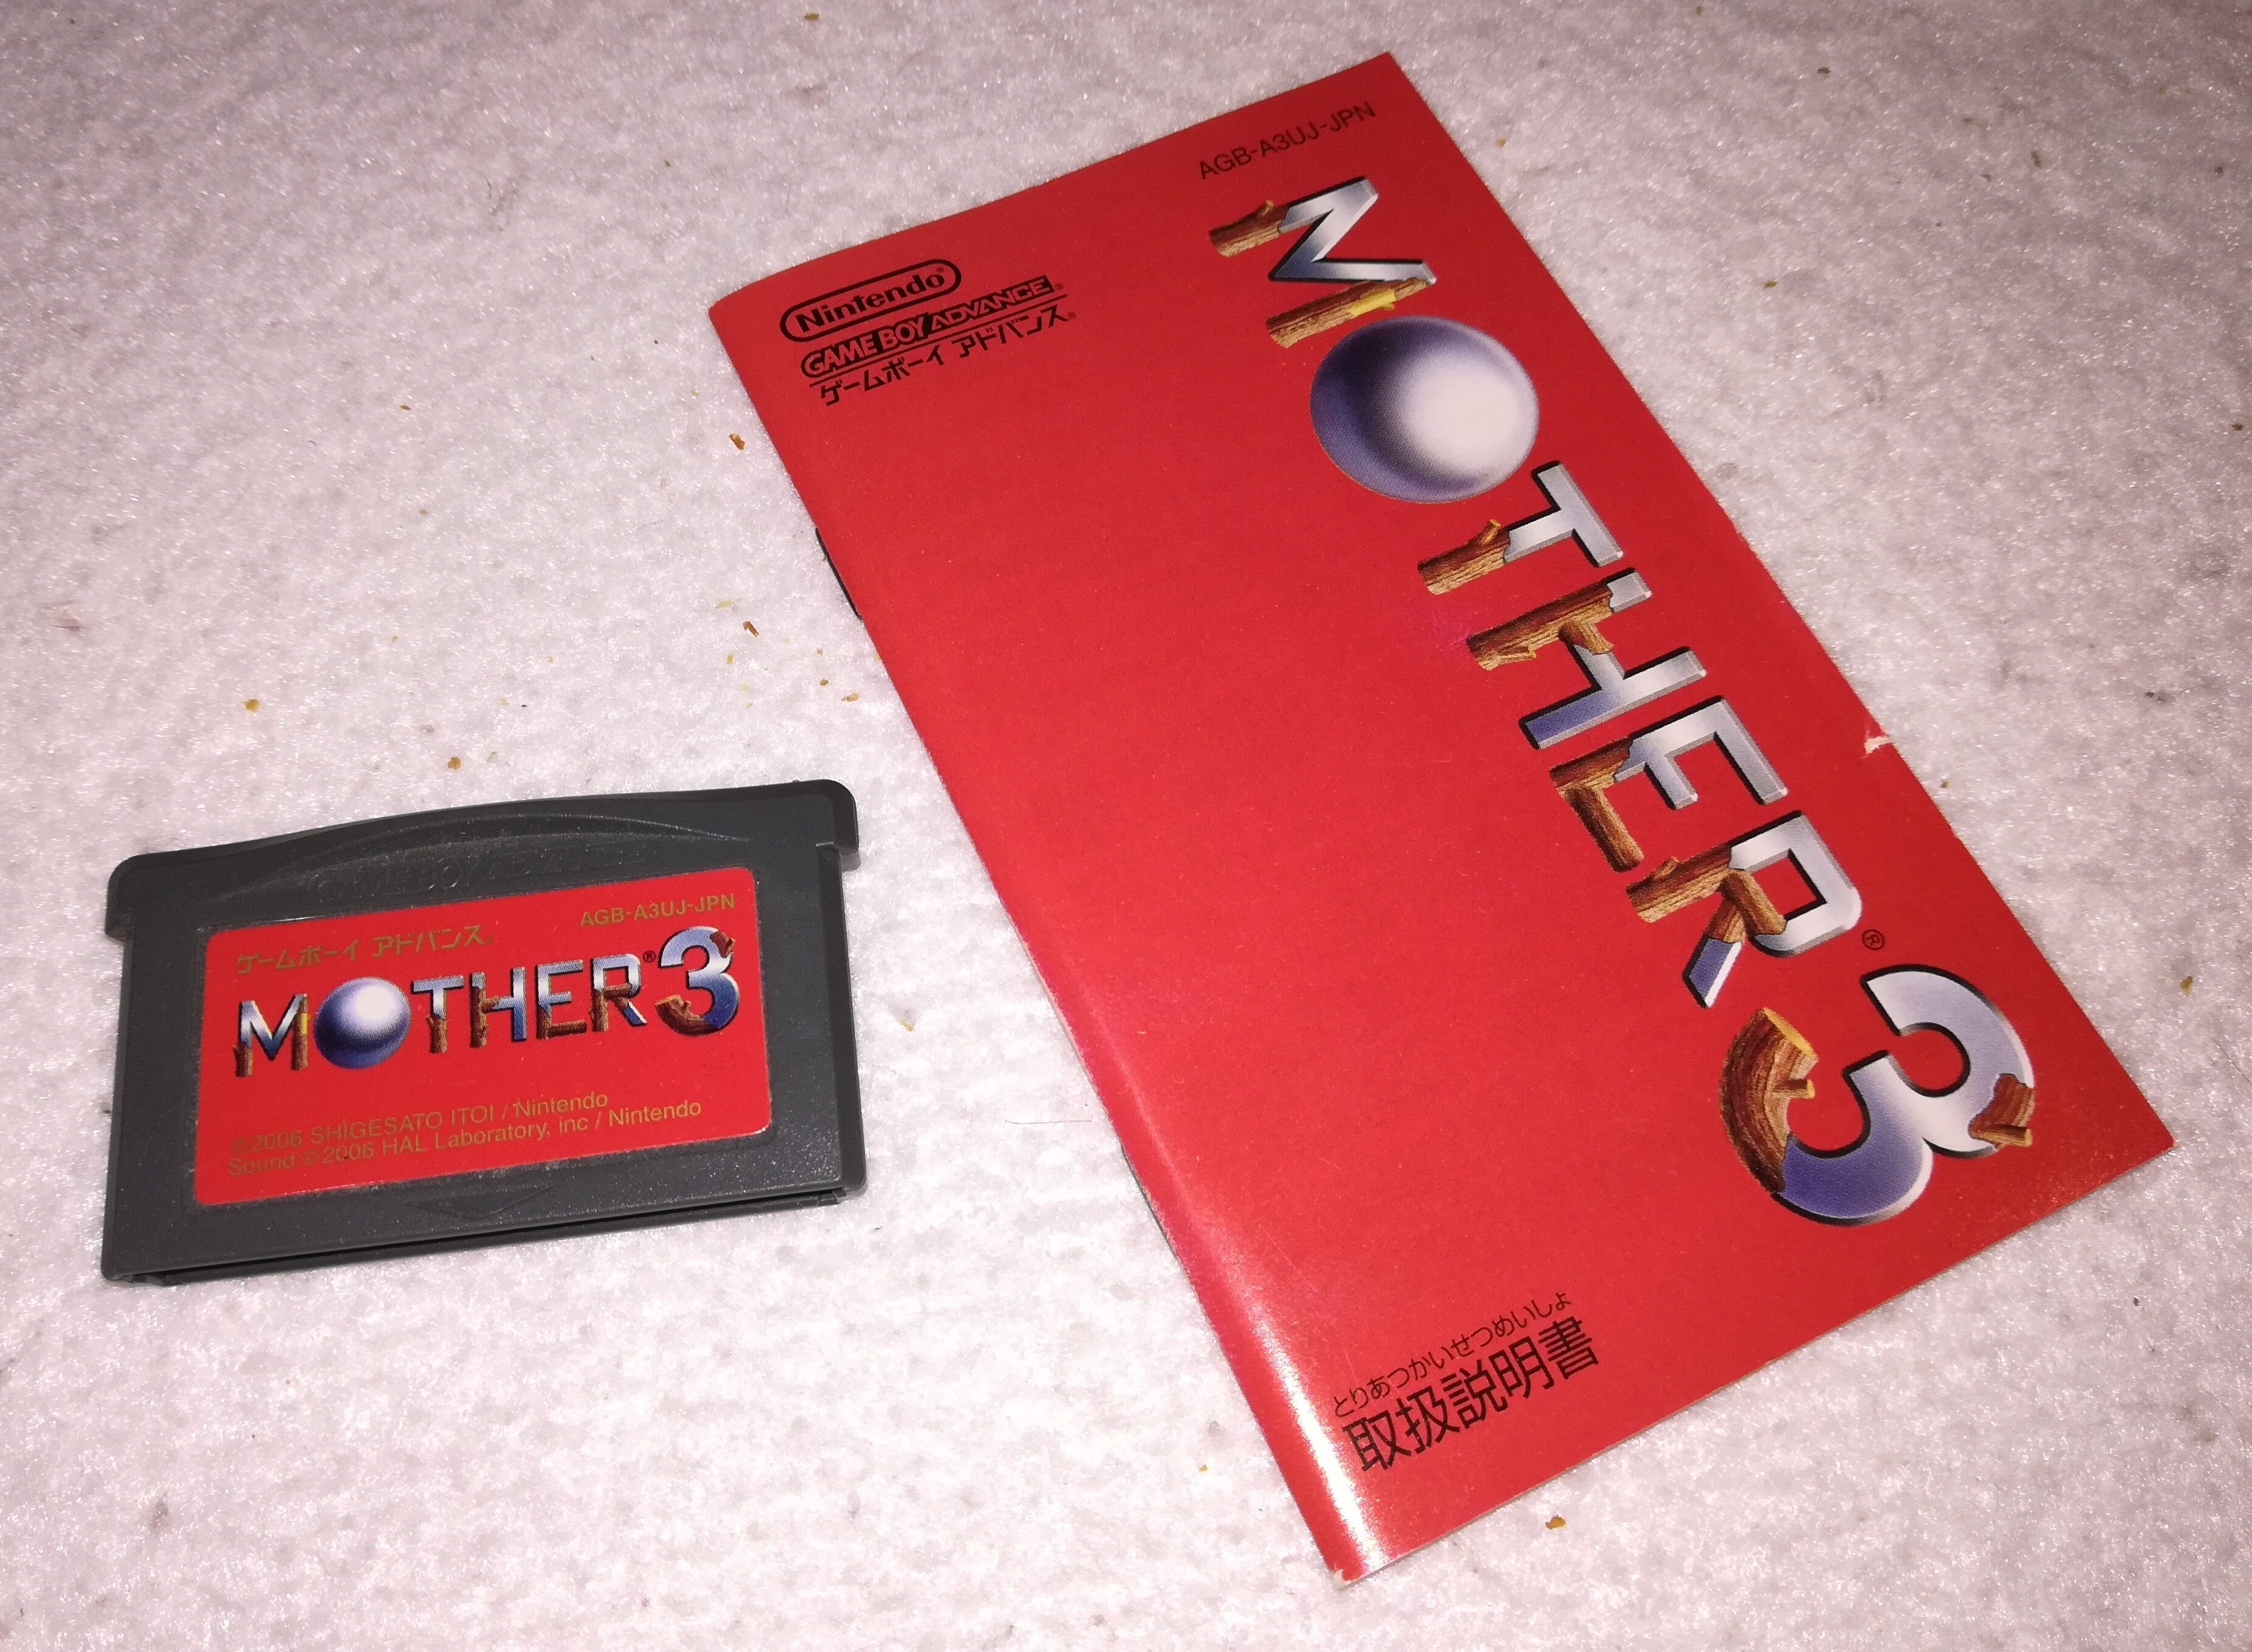 GAME BOY ADVANCE
ゲームボーイ アドバンス
AGB-A3UJ-JPN
MOTHER® 3
©2006 SHIGESATO ITOI / Nintendo
Sound ©2006 HAL Laboratory, inc / Nintendo
AGB-A3UJ-JPN
Nintendo®
GAME BOY ADVANCE®
ゲームボーイ アドバンス®
MOTHER® 3
とりあつかいせつめいしょ
取扱説明書